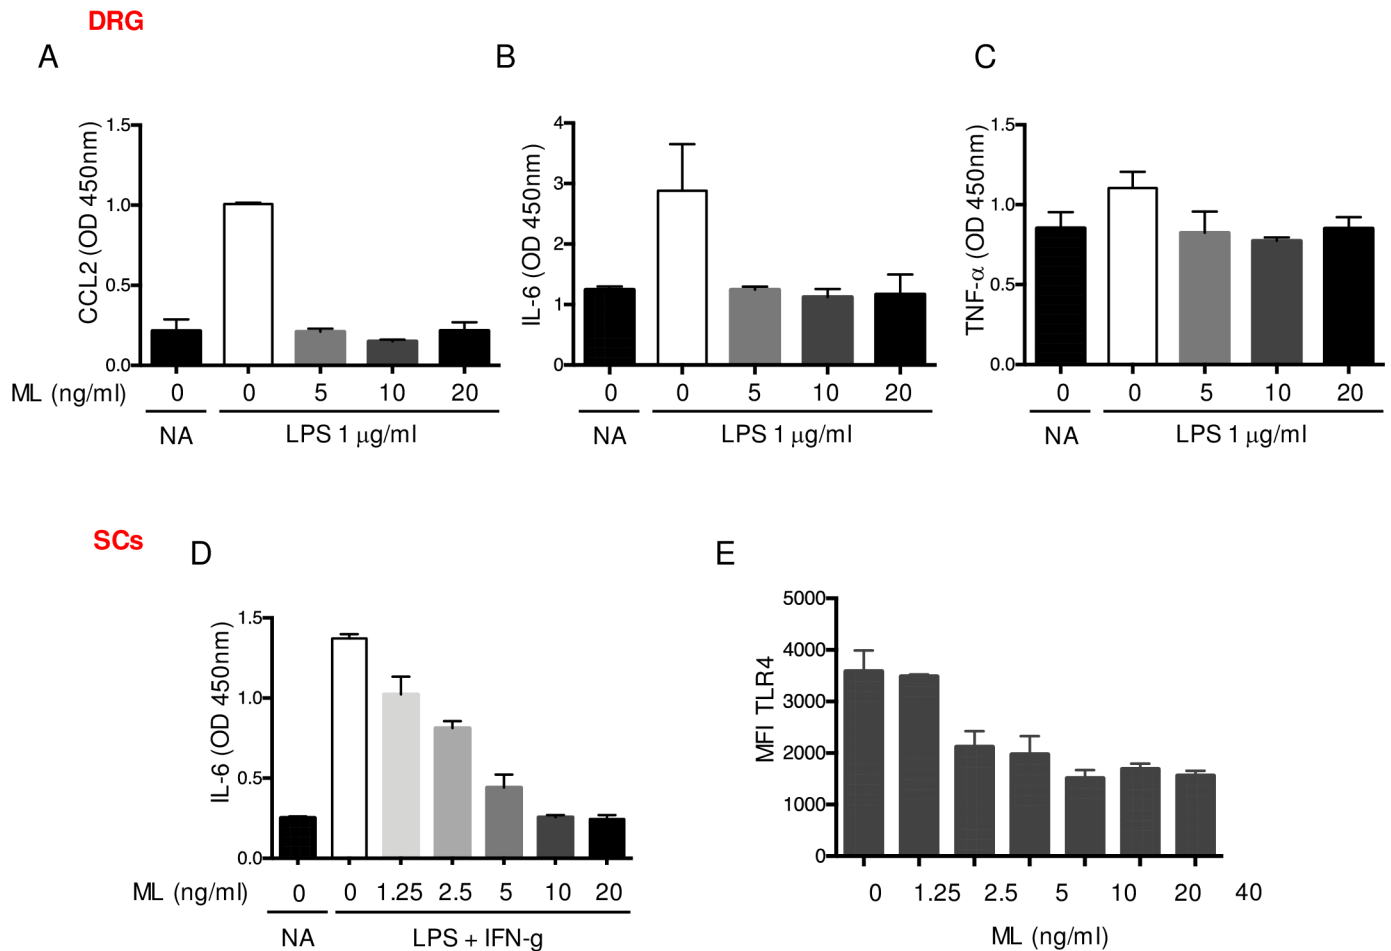 DRG
A
B
C
CCL2 (OD 450nm)
1.5
1.0
0.5
0.0
IL-6 (OD 450nm)
4
3
2
1
0
TNF-α (OD 450nm)
1.5
1.0
0.5
0.0
ML (ng/ml)
0 0 5 10 20
0 0 5 10 20
0 0 5 10 20
NA LPS 1 μg/ml
NA LPS 1 μg/ml
NA LPS 1 μg/ml
SCs
D
E
IL-6 (OD 450nm)
1.5
1.0
0.5
0.0
MFI TLR4
5000
4000
3000
2000
1000
0
ML (ng/ml)
0 0 1.25 2.5 5 10 20
NA LPS + IFN-g
0 1.25 2.5 5 10 20 40
ML (ng/ml)